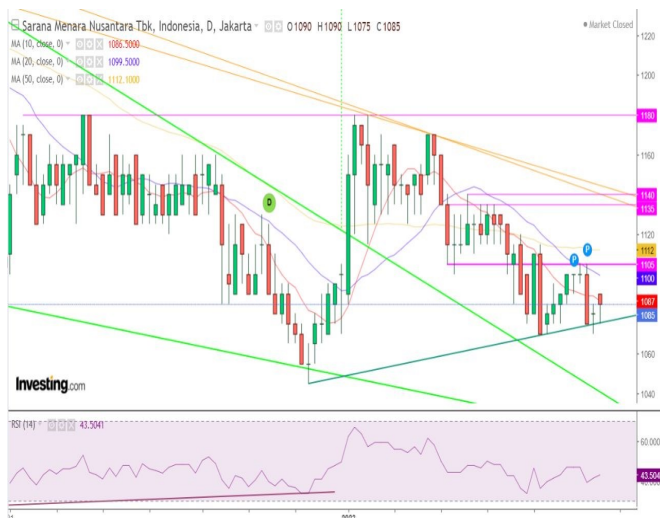 Sarana Menara Nusantara Tbk, Indonesia, D, Jakarta O1090 H1090 L1075 C1085
Market Closed
MA (10, close, 0) 1086.5000
MA (20, close, 0) 1099.5000
MA (50, close, 0) 1112.1000
1220
1200
1180
1160
1140
1135
1120
1112
1105
1100
1087
1085
1060
1040
D
P
P
Investing.com
RSI (14) 43.5041
60.0000
43.504